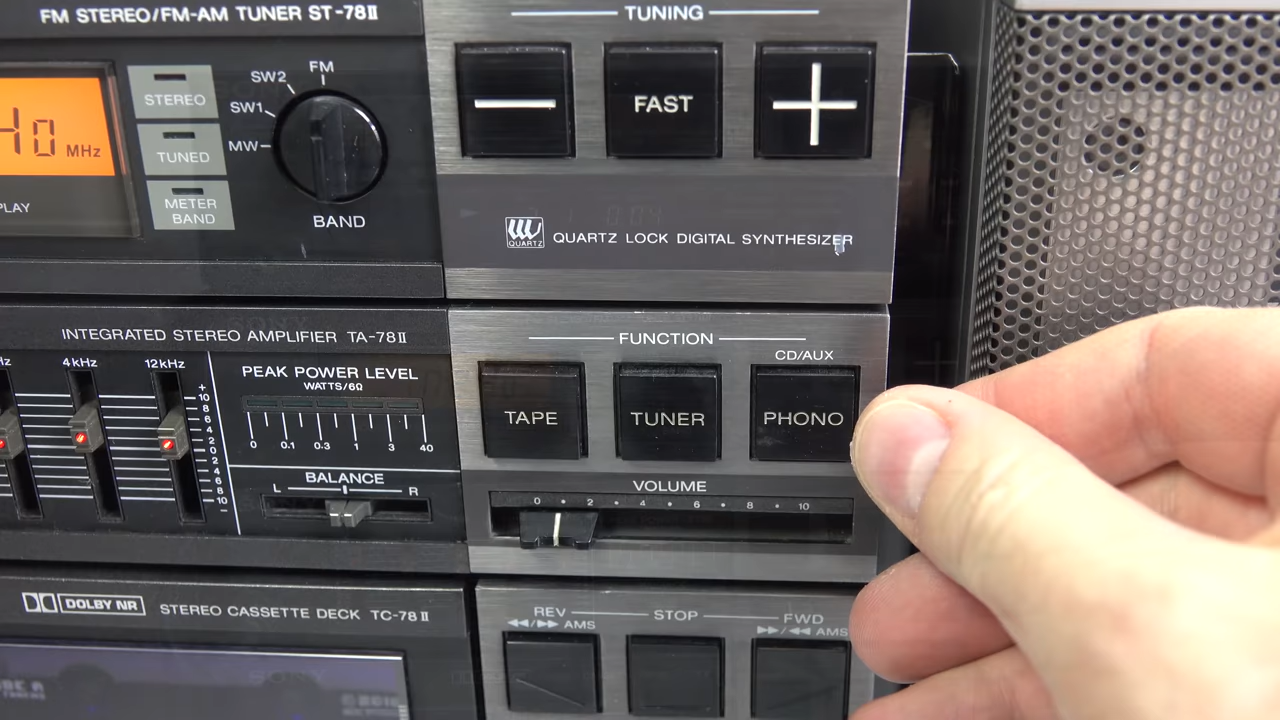 FM STEREO/FM-AM TUNER ST-78II
TUNING
FM
SW2
SW1
MW
BAND
STEREO
TUNED
METER
BAND
MHz
PLAY
FAST
QUARTZ
QUARTZ LOCK DIGITAL SYNTHESIZER
INTEGRATED STEREO AMPLIFIER TA-78II
4kHz 12kHz
+
10
8
6
4
2
0
2
4
6
8
10
−
PEAK POWER LEVEL
WATTS/6Ω
0 0.1 0.3 1 3 40
BALANCE
L R
FUNCTION
CD/AUX
TAPE TUNER PHONO
VOLUME
0 • 2 • 4 • 6 • 8 • 10
DOLBY NR
STEREO CASSETTE DECK TC-78II
REV STOP FWD
◀◀/▶▶ AMS ▶▶/◀◀ AMS